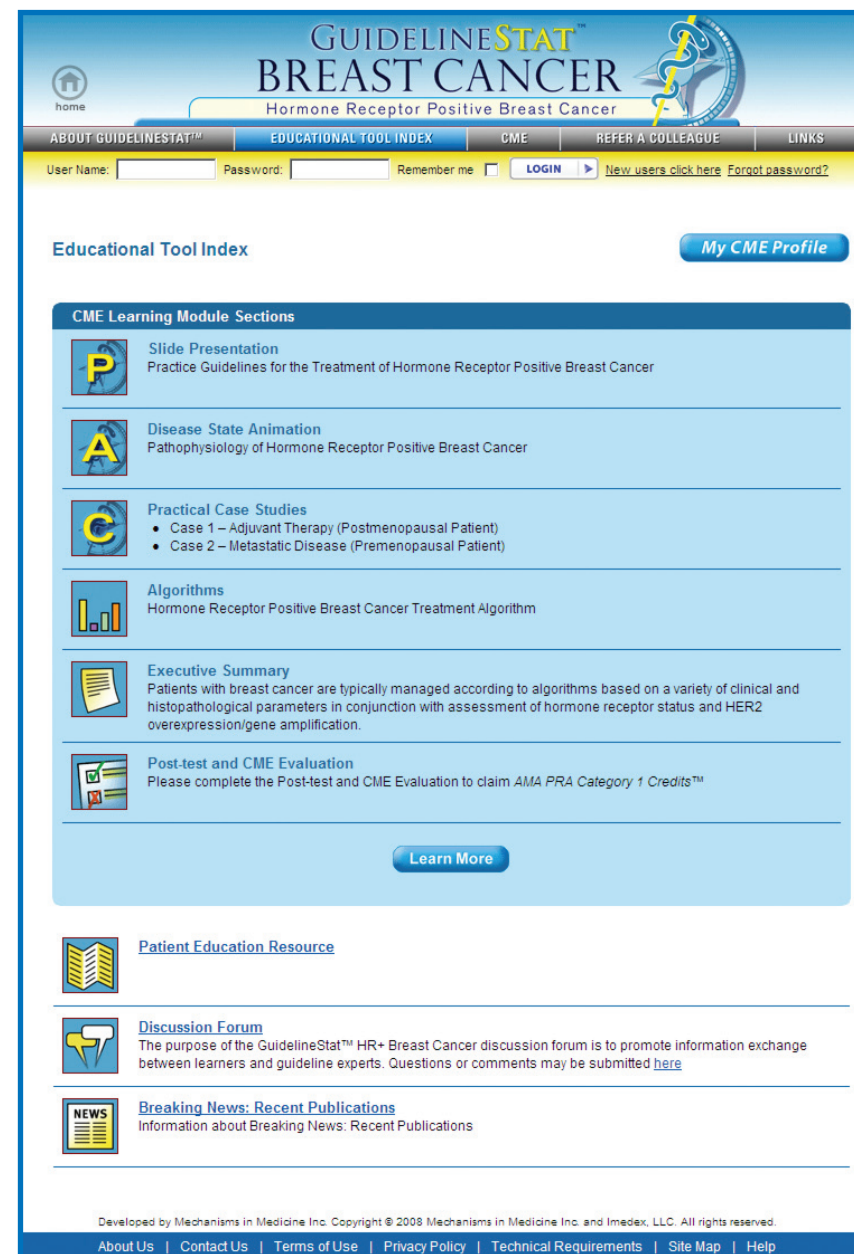 GUIDELINESTAT™
BREAST CANCER
Hormone Receptor Positive Breast Cancer
home
ABOUT GUIDELINESTAT™ EDUCATIONAL TOOL INDEX CME REFER A COLLEAGUE LINKS
User Name: Password: Remember me LOGIN New users click here Forgot password?
Educational Tool Index
My CME Profile
CME Learning Module Sections
P
Slide Presentation
Practice Guidelines for the Treatment of Hormone Receptor Positive Breast Cancer
A
Disease State Animation
Pathophysiology of Hormone Receptor Positive Breast Cancer
C
Practical Case Studies
• Case 1 – Adjuvant Therapy (Postmenopausal Patient)
• Case 2 – Metastatic Disease (Premenopausal Patient)
Algorithms
Hormone Receptor Positive Breast Cancer Treatment Algorithm
Executive Summary
Patients with breast cancer are typically managed according to algorithms based on a variety of clinical and
histopathological parameters in conjunction with assessment of hormone receptor status and HER2
overexpression/gene amplification.
Post-test and CME Evaluation
Please complete the Post-test and CME Evaluation to claim AMA PRA Category 1 Credits™
Learn More
Patient Education Resource
Discussion Forum
The purpose of the GuidelineStat™ HR+ Breast Cancer discussion forum is to promote information exchange
between learners and guideline experts. Questions or comments may be submitted here
NEWS
Breaking News: Recent Publications
Information about Breaking News: Recent Publications
Developed by Mechanisms in Medicine Inc. Copyright © 2008 Mechanisms in Medicine Inc. and Imedex, LLC. All rights reserved.
About Us | Contact Us | Terms of Use | Privacy Policy | Technical Requirements | Site Map | Help